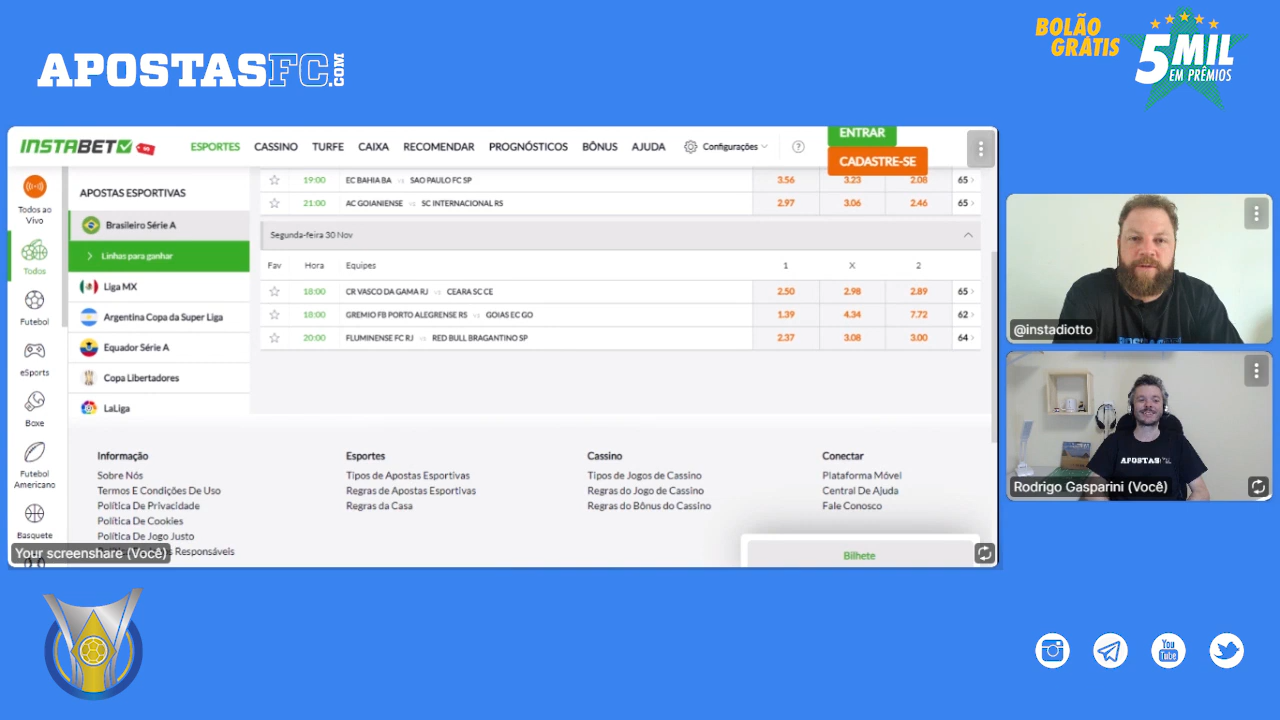 APOSTASFC.COM
BOLÃO GRÁTIS
5 MIL EM PRÊMIOS
INSTABET
ESPORTES CASSINO TURFE CAIXA RECOMENDAR PROGNÓSTICOS BÔNUS AJUDA Configurações ? ENTRAR
CADASTRE-SE
Todos ao Vivo
Todos
Futebol
eSports
Boxe
Futebol Americano
Basquete
APOSTAS ESPORTIVAS
Brasileiro Série A
Linhas para ganhar
Liga MX
Argentina Copa da Super Liga
Equador Série A
Copa Libertadores
LaLiga
19:00 EC BAHIA BA vs SAO PAULO FC SP 3.56 3.23 2.08 65
21:00 AC GOIANIENSE vs SC INTERNACIONAL RS 2.97 3.06 2.46 65
Segunda-feira 30 Nov
Fav Hora Equipes 1 X 2
18:00 CR VASCO DA GAMA RJ vs CEARA SC CE 2.50 2.98 2.89 65
18:00 GREMIO FB PORTO ALEGRENSE RS vs GOIAS EC GO 1.39 4.34 7.72 62
20:00 FLUMINENSE FC RJ vs RED BULL BRAGANTINO SP 2.37 3.08 3.00 64
Informação
Sobre Nós
Termos E Condições De Uso
Política De Privacidade
Política De Cookies
Política De Jogo Justo
Responsáveis
Esportes
Tipos de Apostas Esportivas
Regras de Apostas Esportivas
Regras da Casa
Cassino
Tipos de Jogos de Cassino
Regras do Jogo de Cassino
Regras do Bônus do Cassino
Conectar
Plataforma Móvel
Central De Ajuda
Fale Conosco
Bilhete
Your screenshare (Você)
@instadiotto
APOSTASFC
Rodrigo Gasparini (Você)
You Tube